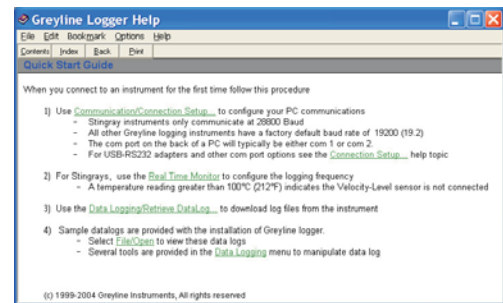 Greyline Logger Help
File Edit Bookmark Options Help
Contents Index Back Print
Quick Start Guide
When you connect to an instrument for the first time follow this procedure
1) Use Communication/Connection Setup... to configure your PC communications
- Stingray instruments only communicate at 28800 Baud
- All other Greyline logging instruments have a factory default baud rate of 19200 (19.2)
- The com port on the back of a PC will typically be either com 1 or com 2.
- For USB-RS232 adapters and other com port options see the Connection Setup... help topic
2) For Stingrays, use the Real Time Monitor to configure the logging frequency
- A temperature reading greater than 100°C (212°F) indicates the Velocity-Level sensor is not connected
3) Use the Data Logging/Retrieve DataLog... to download log files from the instrument
4) Sample datalogs are provided with the installation of Greyline logger.
- Select File/Open to view these data logs
- Several tools are provided in the Data Logging menu to manipulate data log
(c) 1999-2004 Greyline Instruments, All rights reserved